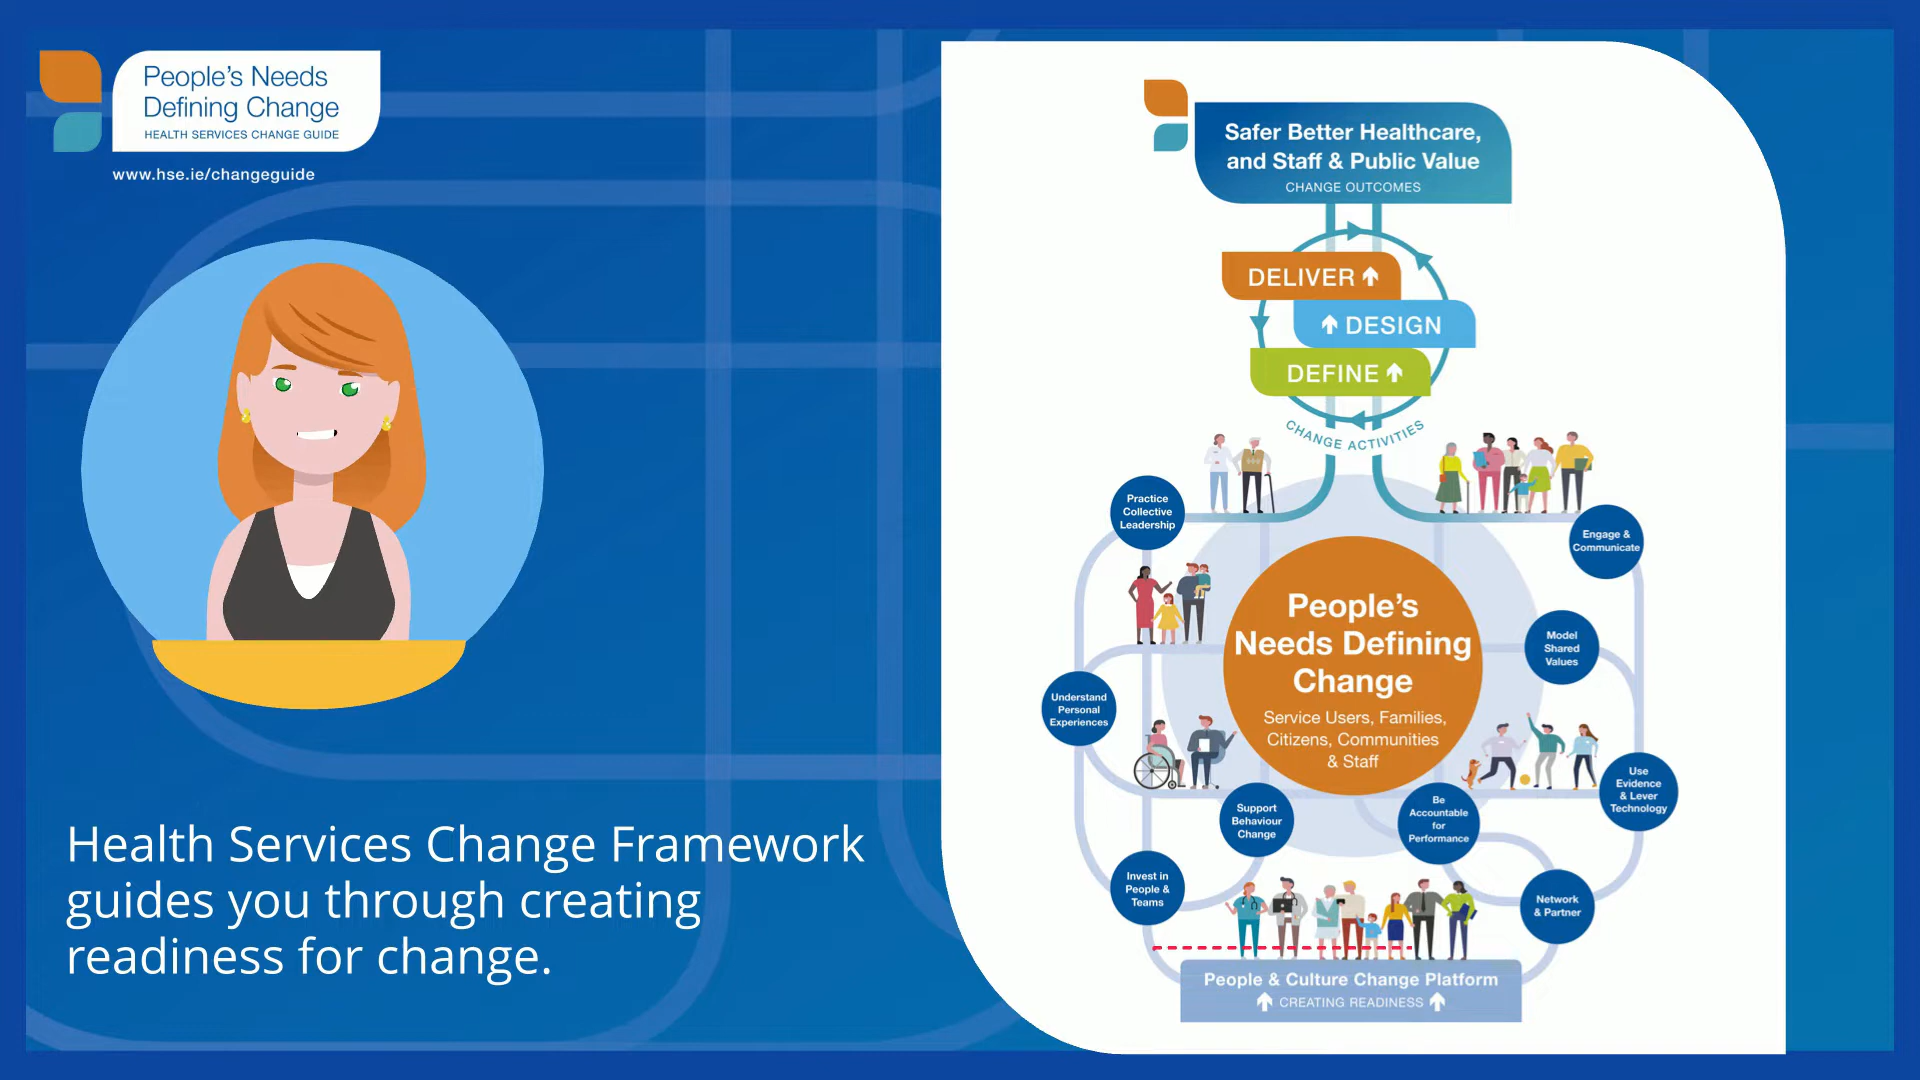 People's Needs
Defining Change
HEALTH SERVICES CHANGE GUIDE
www.hse.ie/changeguide
Health Services Change Framework
guides you through creating
readiness for change.
Safer Better Healthcare,
and Staff & Public Value
CHANGE OUTCOMES
DELIVER
DESIGN
DEFINE
CHANGE ACTIVITIES
Practice
Collective
Leadership
Engage &
Communicate
People's
Needs Defining
Change
Service Users, Families,
Citizens, Communities
& Staff
Model
Shared
Values
Understand
Personal
Experiences
Use
Evidence
& Lever
Technology
Support
Behaviour
Change
Be
Accountable
for
Performance
Invest in
People &
Teams
Network
& Partner
People & Culture Change Platform
CREATING READINESS